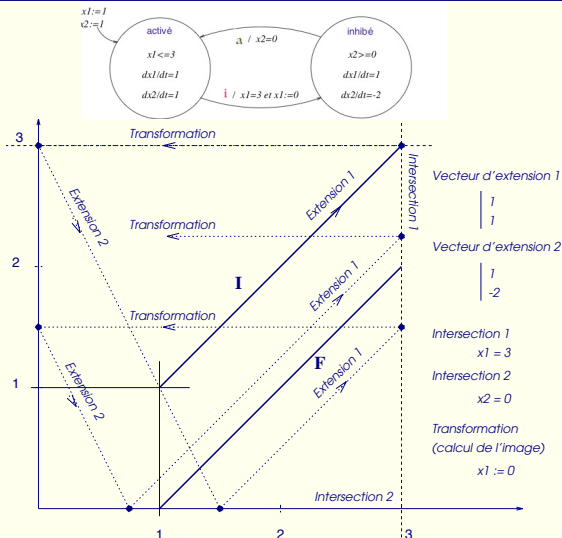 x1:=1
x2:=1
activé
x1<=3
dx1/dt=1
dx2/dt=1
a / x2=0
i / x1=3 et x1:=0
inhibé
x2>=0
dx1/dt=1
dx2/dt=-2
3
Transformation
Extension 2
Extension 1
Intersection 1
Transformation
2
I
Extension 1
Transformation
F
Extension 1
1
Extension 2
Intersection 2
1
2
3
Vecteur d'extension 1
1
1
Vecteur d'extension 2
1
-2
Intersection 1
x1 = 3
Intersection 2
x2 = 0
Transformation
(calcul de l'image)
x1 := 0